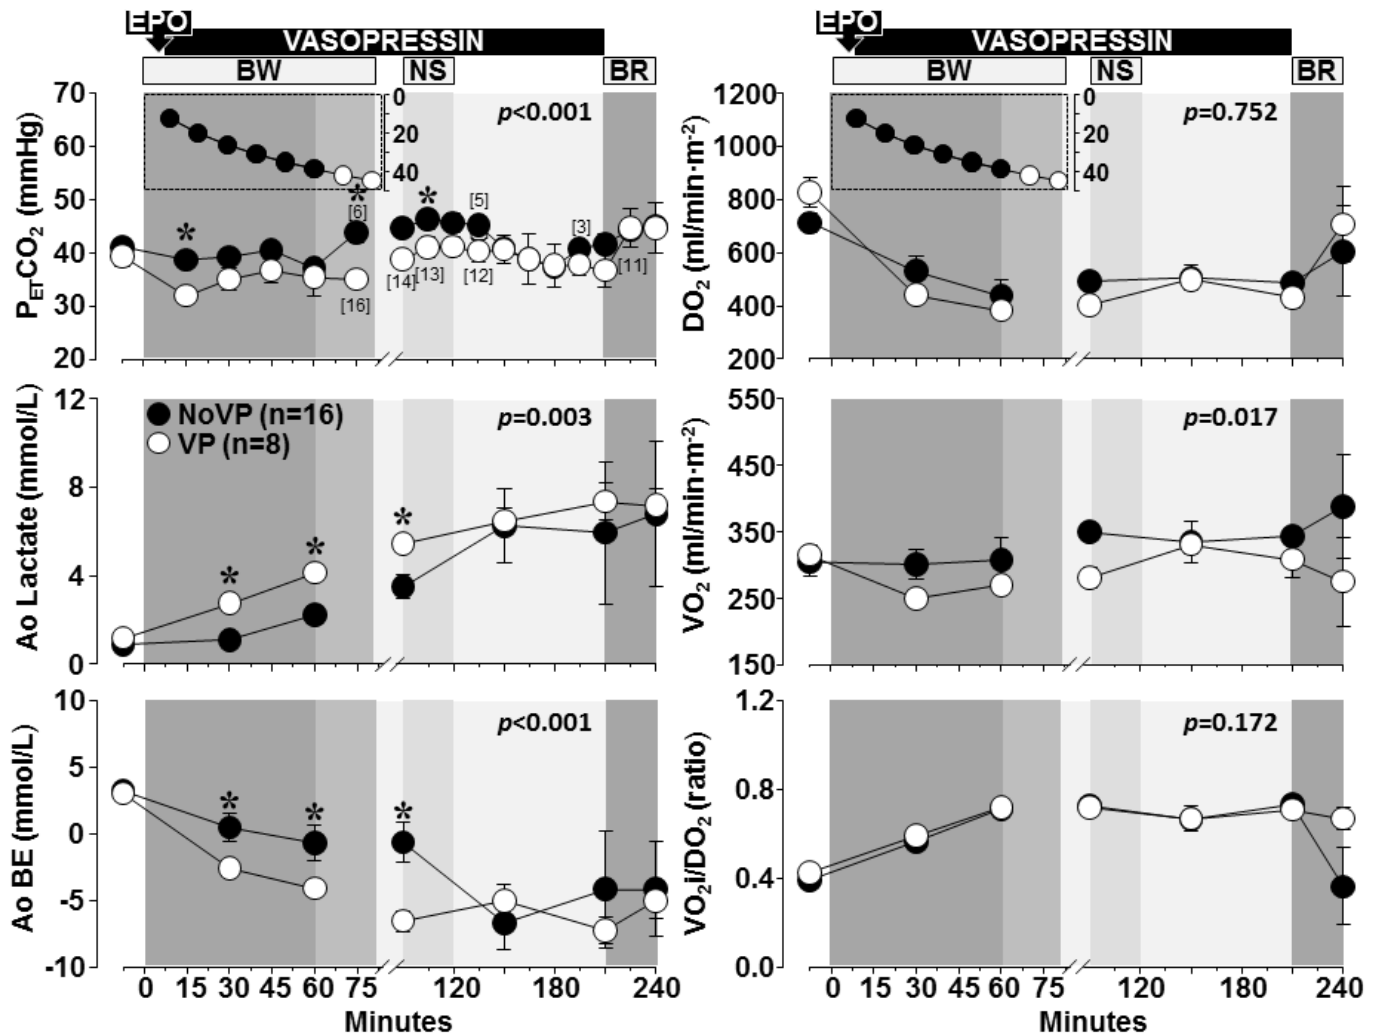 EPO EPO
VASOPRESSIN VASOPRESSIN
BW NS BR BW NS BR
70 0 p<0.001 1200 0 p=0.752
60 20 1000 20
50 40 800 40
40 600
30 400
20 200
PETCO2 (mmHg) DO2 (ml/min·m-2)
* * *
[6] [5] [3]
[14] [13] [12] [11]
[16]
12 p=0.003 550 p=0.017
NoVP (n=16)
VP (n=8)
8 450
4 350
0 250
150
Ao Lactate (mmol/L) VO2 (ml/min·m-2)
* * *
10 p<0.001 1.2 p=0.172
5 0.8
0 0.4
-5 0.0
-10
Ao BE (mmol/L) VO2i/DO2 (ratio)
* * *
0 15 30 45 60 75 120 180 240 0 15 30 45 60 75 120 180 240
Minutes Minutes